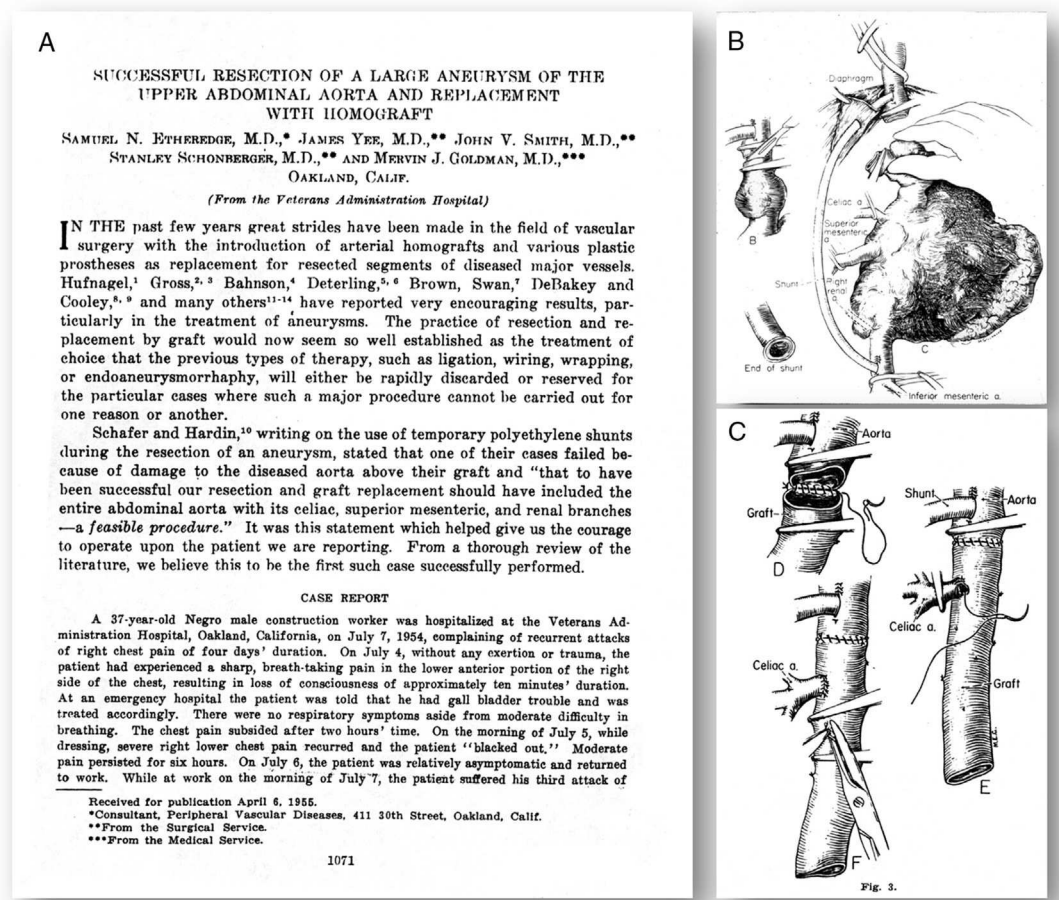 A
SUCCESSFUL RESECTION OF A LARGE ANEURYSM OF THE
UPPER ABDOMINAL AORTA AND REPLACEMENT
WITH HOMOGRAFT
SAMUEL N. ETHEREDGE, M.D.,* JAMES YEE, M.D.,** JOHN V. SMITH, M.D.,**
STANLEY SCHONBERGER, M.D.,** AND MERVIN J. GOLDMAN, M.D.,***
OAKLAND, CALIF.
(From the Veterans Administration Hospital)
IN THE past few years great strides have been made in the field of vascular
surgery with the introduction of arterial homografts and various plastic
prostheses as replacement for resected segments of diseased major vessels.
Hufnagel,1 Gross,2, 3 Bahnson,4 Deterling,5, 6 Brown, Swan,7 DeBakey and
Cooley,8, 9 and many others11-14 have reported very encouraging results, par-
ticularly in the treatment of aneurysms. The practice of resection and re-
placement by graft would now seem so well established as the treatment of
choice that the previous types of therapy, such as ligation, wiring, wrapping,
or endoaneurysmorrhaphy, will either be rapidly discarded or reserved for
the particular cases where such a major procedure cannot be carried out for
one reason or another.
Schafer and Hardin,10 writing on the use of temporary polyethylene shunts
during the resection of an aneurysm, stated that one of their cases failed be-
cause of damage to the diseased aorta above their graft and "that to have
been successful our resection and graft replacement should have included the
entire abdominal aorta with its celiac, superior mesenteric, and renal branches
—a feasible procedure." It was this statement which helped give us the courage
to operate upon the patient we are reporting. From a thorough review of the
literature, we believe this to be the first such case successfully performed.
CASE REPORT
A 37-year-old Negro male construction worker was hospitalized at the Veterans Ad-
ministration Hospital, Oakland, California, on July 7, 1954, complaining of recurrent attacks
of right chest pain of four days' duration. On July 4, without any exertion or trauma, the
patient had experienced a sharp, breath-taking pain in the lower anterior portion of the right
side of the chest, resulting in loss of consciousness of approximately ten minutes' duration.
At an emergency hospital the patient was told that he had gall bladder trouble and was
treated accordingly. There were no respiratory symptoms aside from moderate difficulty in
breathing. The chest pain subsided after two hours' time. On the morning of July 5, while
dressing, severe right lower chest pain recurred and the patient "blacked out." Moderate
pain persisted for six hours. On July 6, the patient was relatively asymptomatic and returned
to work. While at work on the morning of July 7, the patient suffered his third attack of
Received for publication April 6, 1955.
*Consultant, Peripheral Vascular Diseases, 411 30th Street, Oakland, Calif.
**From the Surgical Service.
***From the Medical Service.
1071
B
Diaphragm
Celiac a
Superior
mesenteric
a.
B
Shunt
Right
renal
a.
C
End of shunt
Inferior mesenteric a.
C
Aorta
Graft
D
Shunt
Aorta
Celiac a.
Graft
E
Celiac a.
F
Fig. 3.